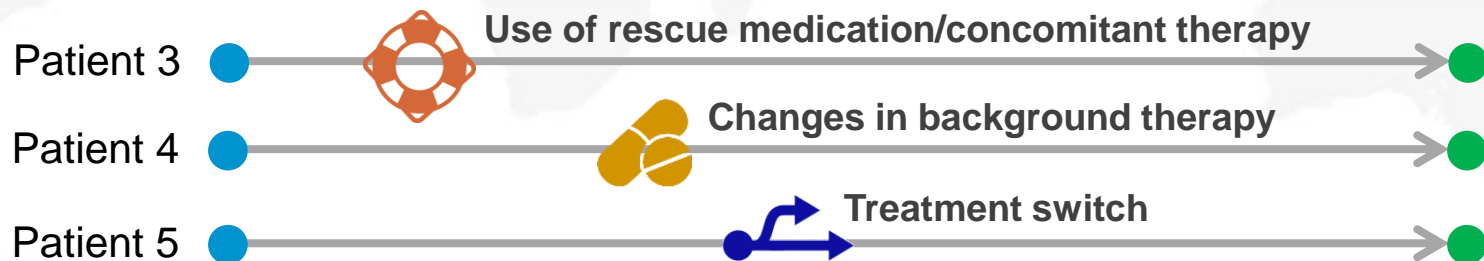 Patient 3
Use of rescue medication/concomitant therapy
Patient 4
Changes in background therapy
Patient 5
Treatment switch